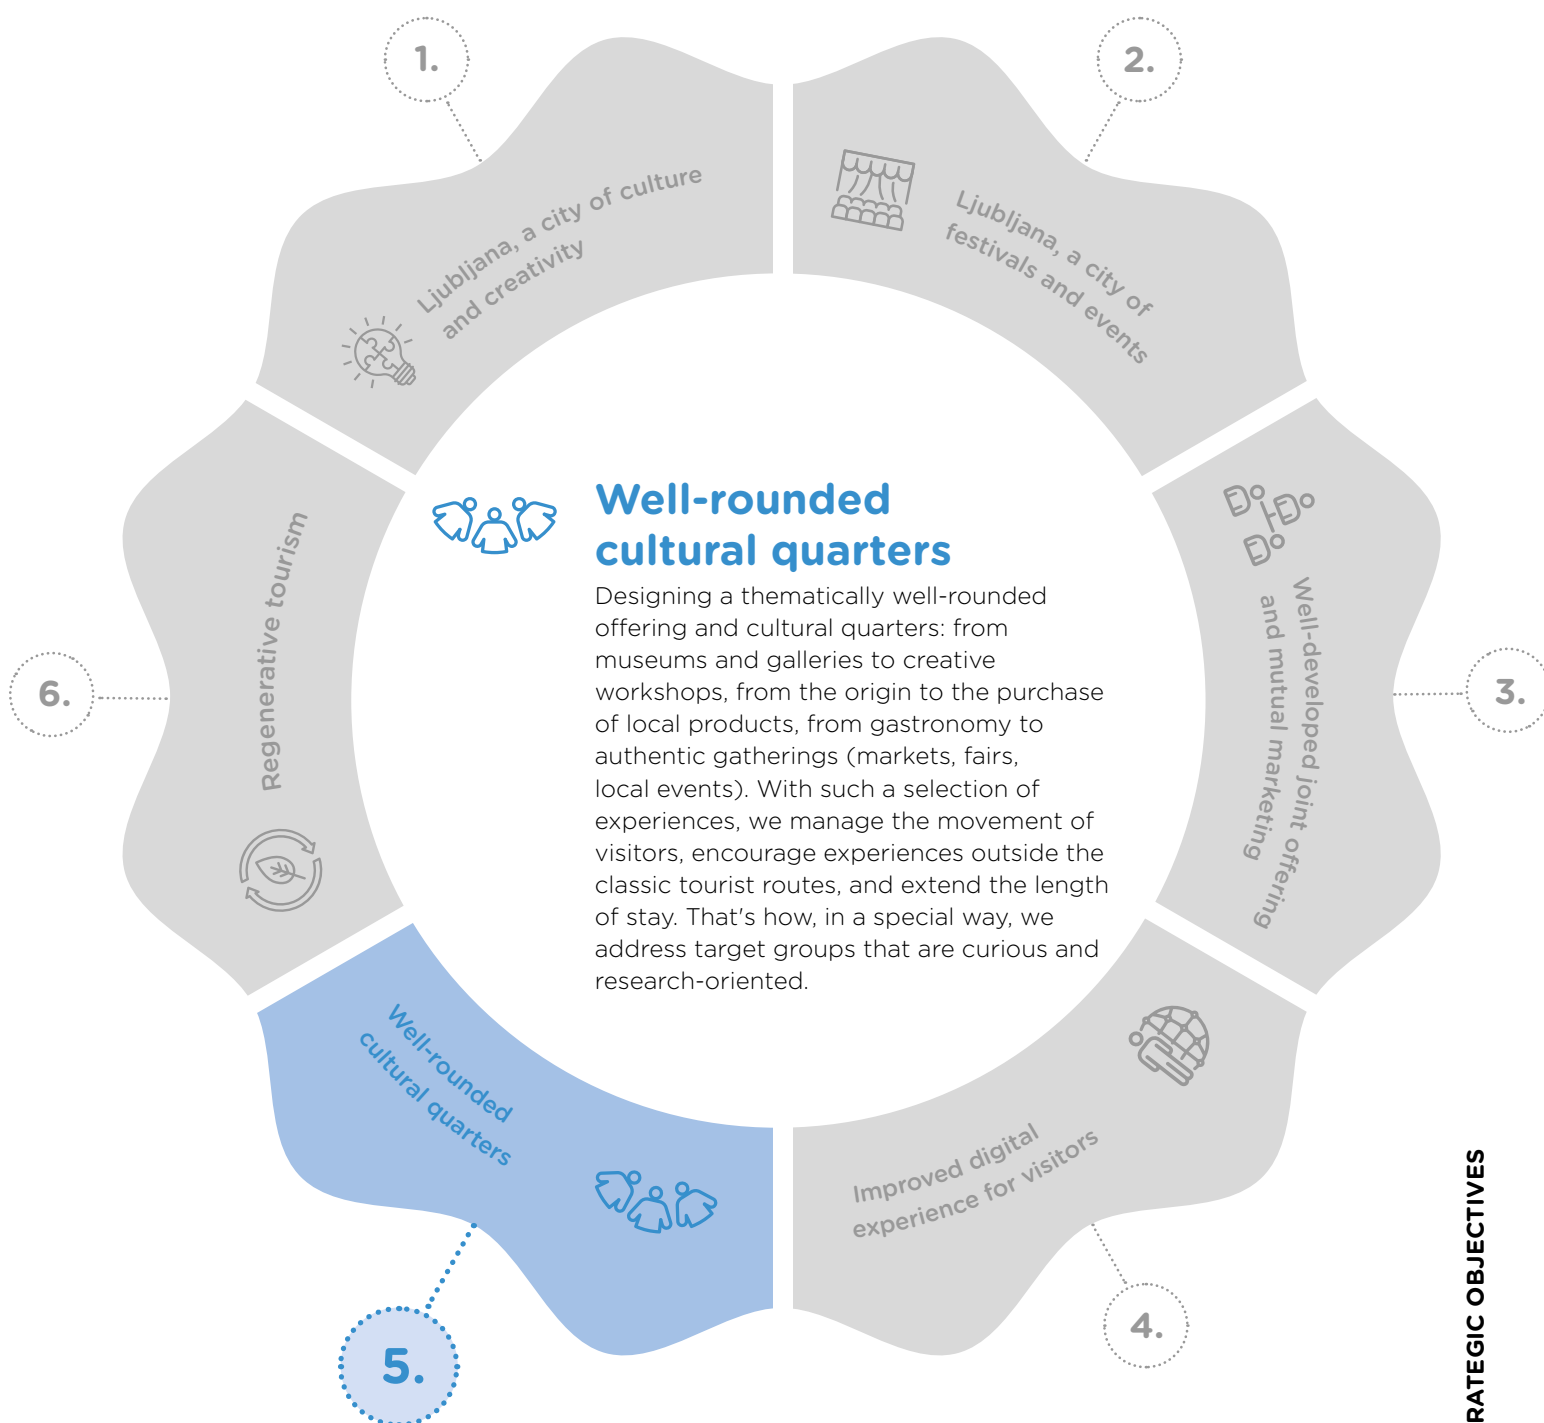 1.
2.
Ljubljana, a city of culture
and creativity
Ljubljana, a city of
festivals and events
Well-rounded
cultural quarters
Designing a thematically well-rounded
offering and cultural quarters: from
museums and galleries to creative
workshops, from the origin to the purchase
of local products, from gastronomy to
authentic gatherings (markets, fairs,
local events). With such a selection of
experiences, we manage the movement of
visitors, encourage experiences outside the
classic tourist routes, and extend the length
of stay. That's how, in a special way, we
address target groups that are curious and
research-oriented.
Regenerative tourism
6.
Well-developed joint offering
and mutual marketing
3.
Well-rounded
cultural quarters
Improved digital
experience for visitors
4.
5.
RATEGIC OBJECTIVES